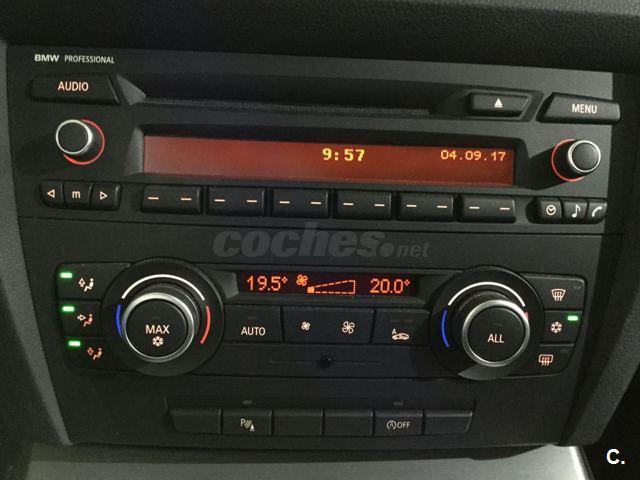 BMW PROFESSIONAL
AUDIO
MENU
9:57 04.09.17
m
coches.net
19.5° 20.0°
MAX
AUTO
A
ALL
P
OFF
C.